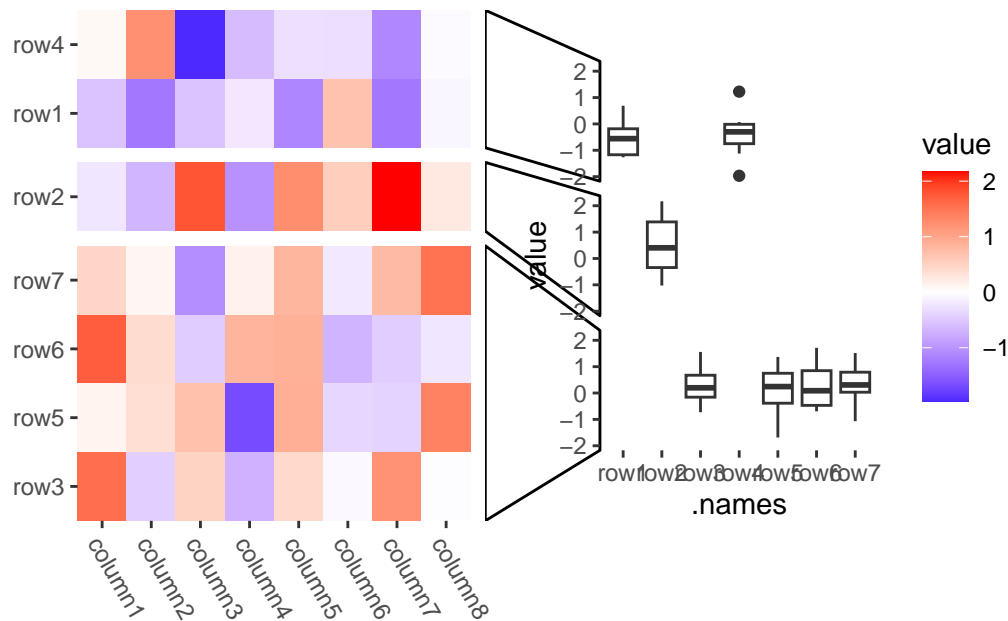 row4
row1
row2
row7
row6
row5
row3
column1
column2
column3
column4
column5
column6
column7
column8
value
2
1
0
−1
−2
2
1
0
−1
−2
2
1
0
−1
−2
row1
row2
row3
row4
row5
row6
row7
.names
value
2
1
0
−1